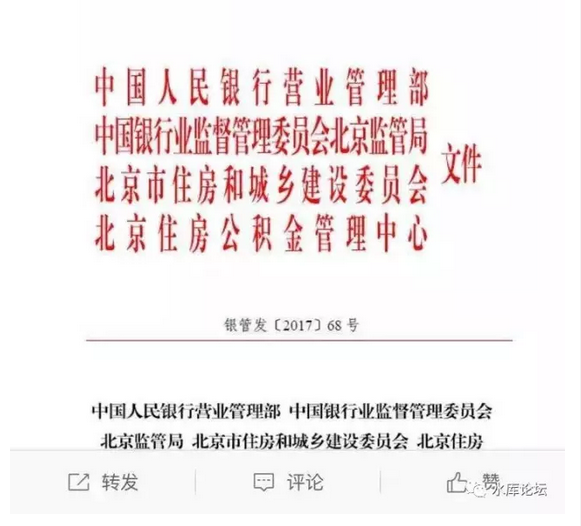 中国人民银行营业管理部
中国银行业监督管理委员会北京监管局
北京市住房和城乡建设委员会
北京住房公积金管理中心
文件
银管发〔2017〕68号
中国人民银行营业管理部 中国银行业监督管理委员会
北京监管局 北京市住房和城乡建设委员会 北京住房
转发 评论 赞
水库论坛